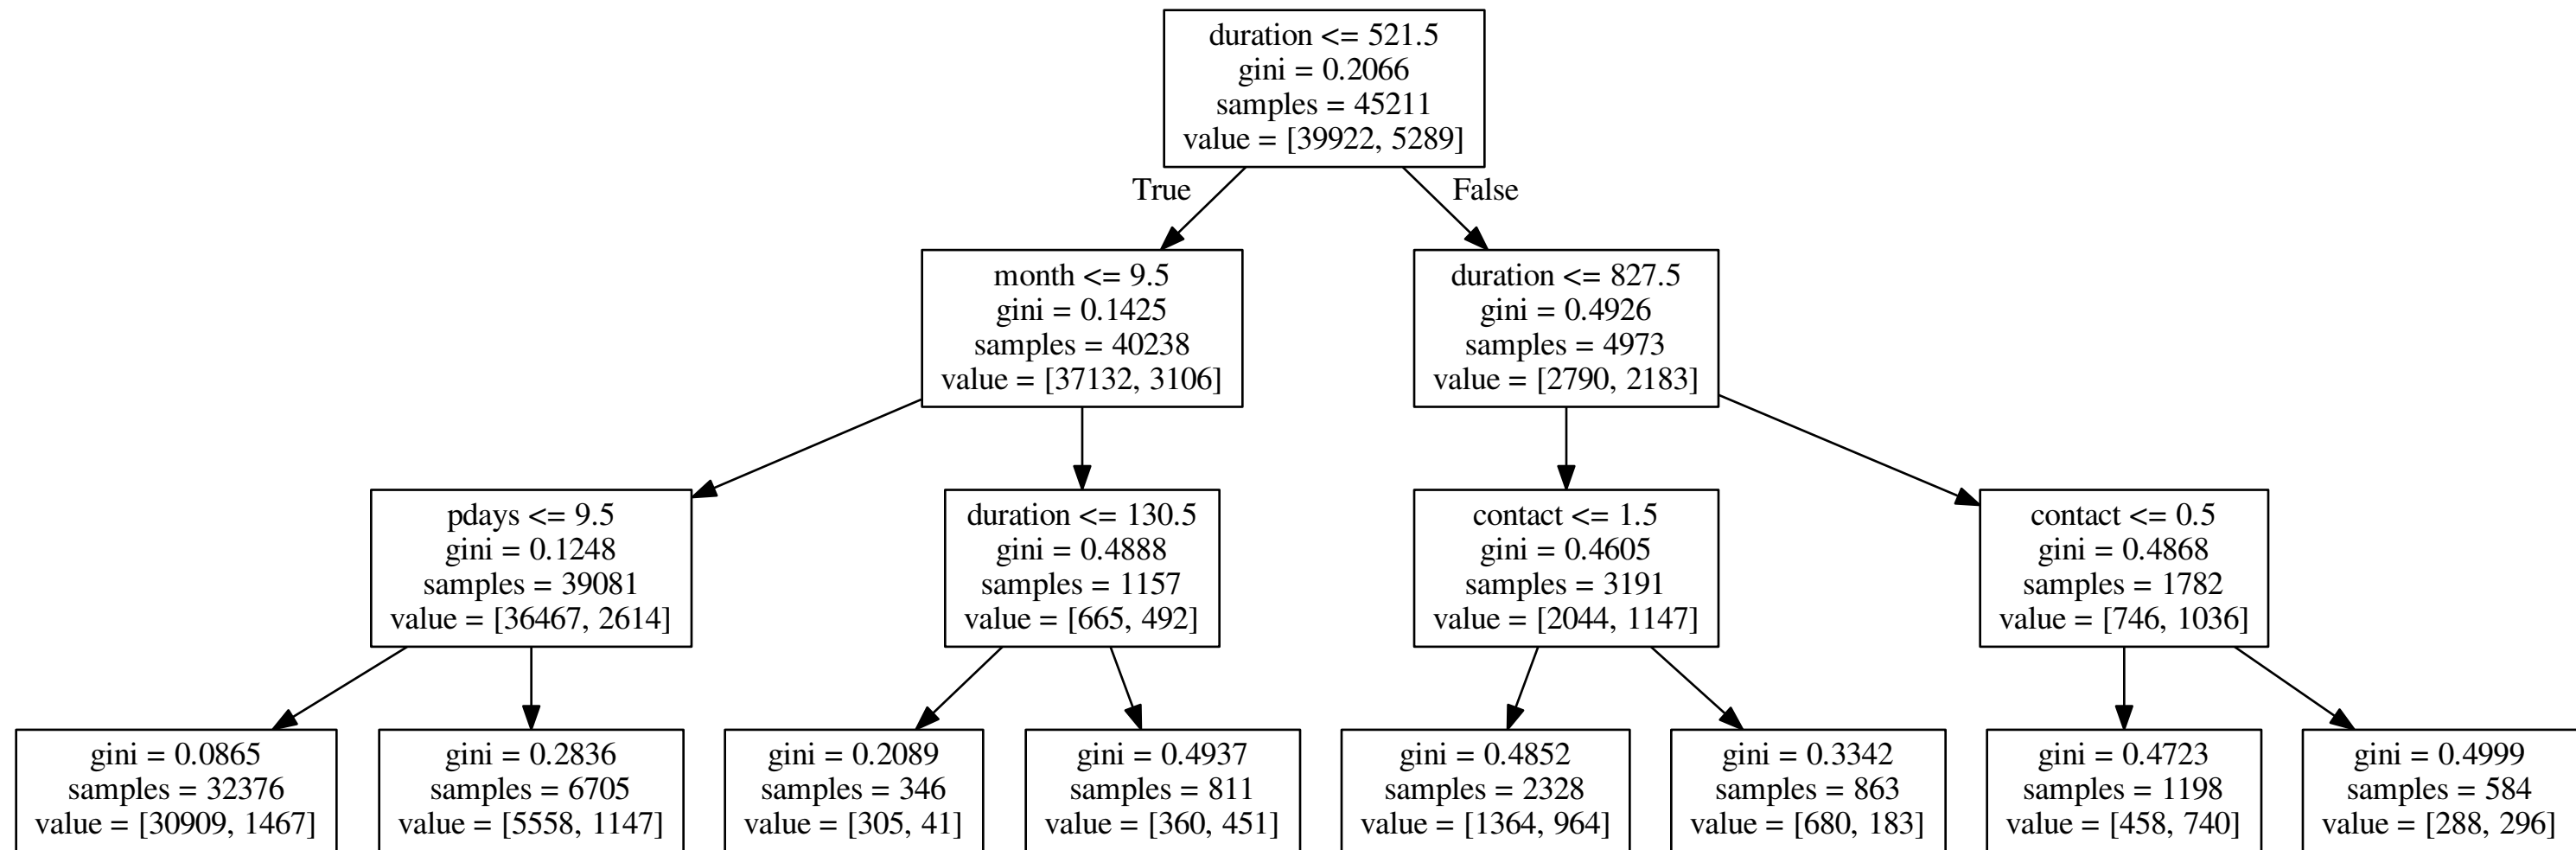 duration <= 521.5
gini = 0.2066
samples = 45211
value = [39922, 5289]
True
False
month <= 9.5
gini = 0.1425
samples = 40238
value = [37132, 3106]
duration <= 827.5
gini = 0.4926
samples = 4973
value = [2790, 2183]
pdays <= 9.5
gini = 0.1248
samples = 39081
value = [36467, 2614]
duration <= 130.5
gini = 0.4888
samples = 1157
value = [665, 492]
contact <= 1.5
gini = 0.4605
samples = 3191
value = [2044, 1147]
contact <= 0.5
gini = 0.4868
samples = 1782
value = [746, 1036]
gini = 0.0865
samples = 32376
value = [30909, 1467]
gini = 0.2836
samples = 6705
value = [5558, 1147]
gini = 0.2089
samples = 346
value = [305, 41]
gini = 0.4937
samples = 811
value = [360, 451]
gini = 0.4852
samples = 2328
value = [1364, 964]
gini = 0.3342
samples = 863
value = [680, 183]
gini = 0.4723
samples = 1198
value = [458, 740]
gini = 0.4999
samples = 584
value = [288, 296]